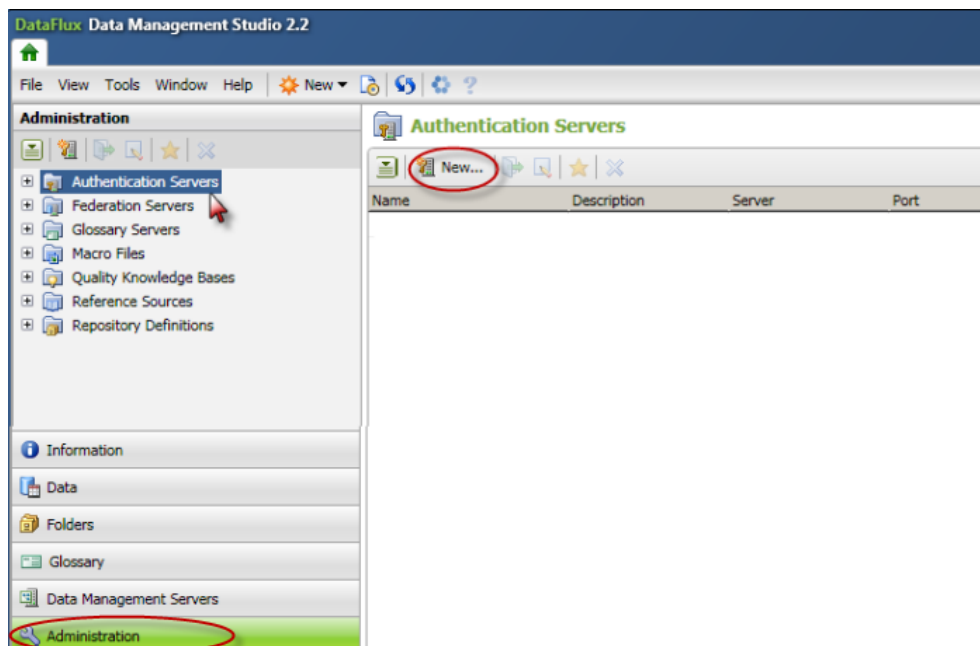 DataFlux Data Management Studio 2.2
File View Tools Window Help New
Administration
Authentication Servers
Federation Servers
Glossary Servers
Macro Files
Quality Knowledge Bases
Reference Sources
Repository Definitions
Information
Data
Folders
Glossary
Data Management Servers
Administration
Authentication Servers
New...
Name Description Server Port